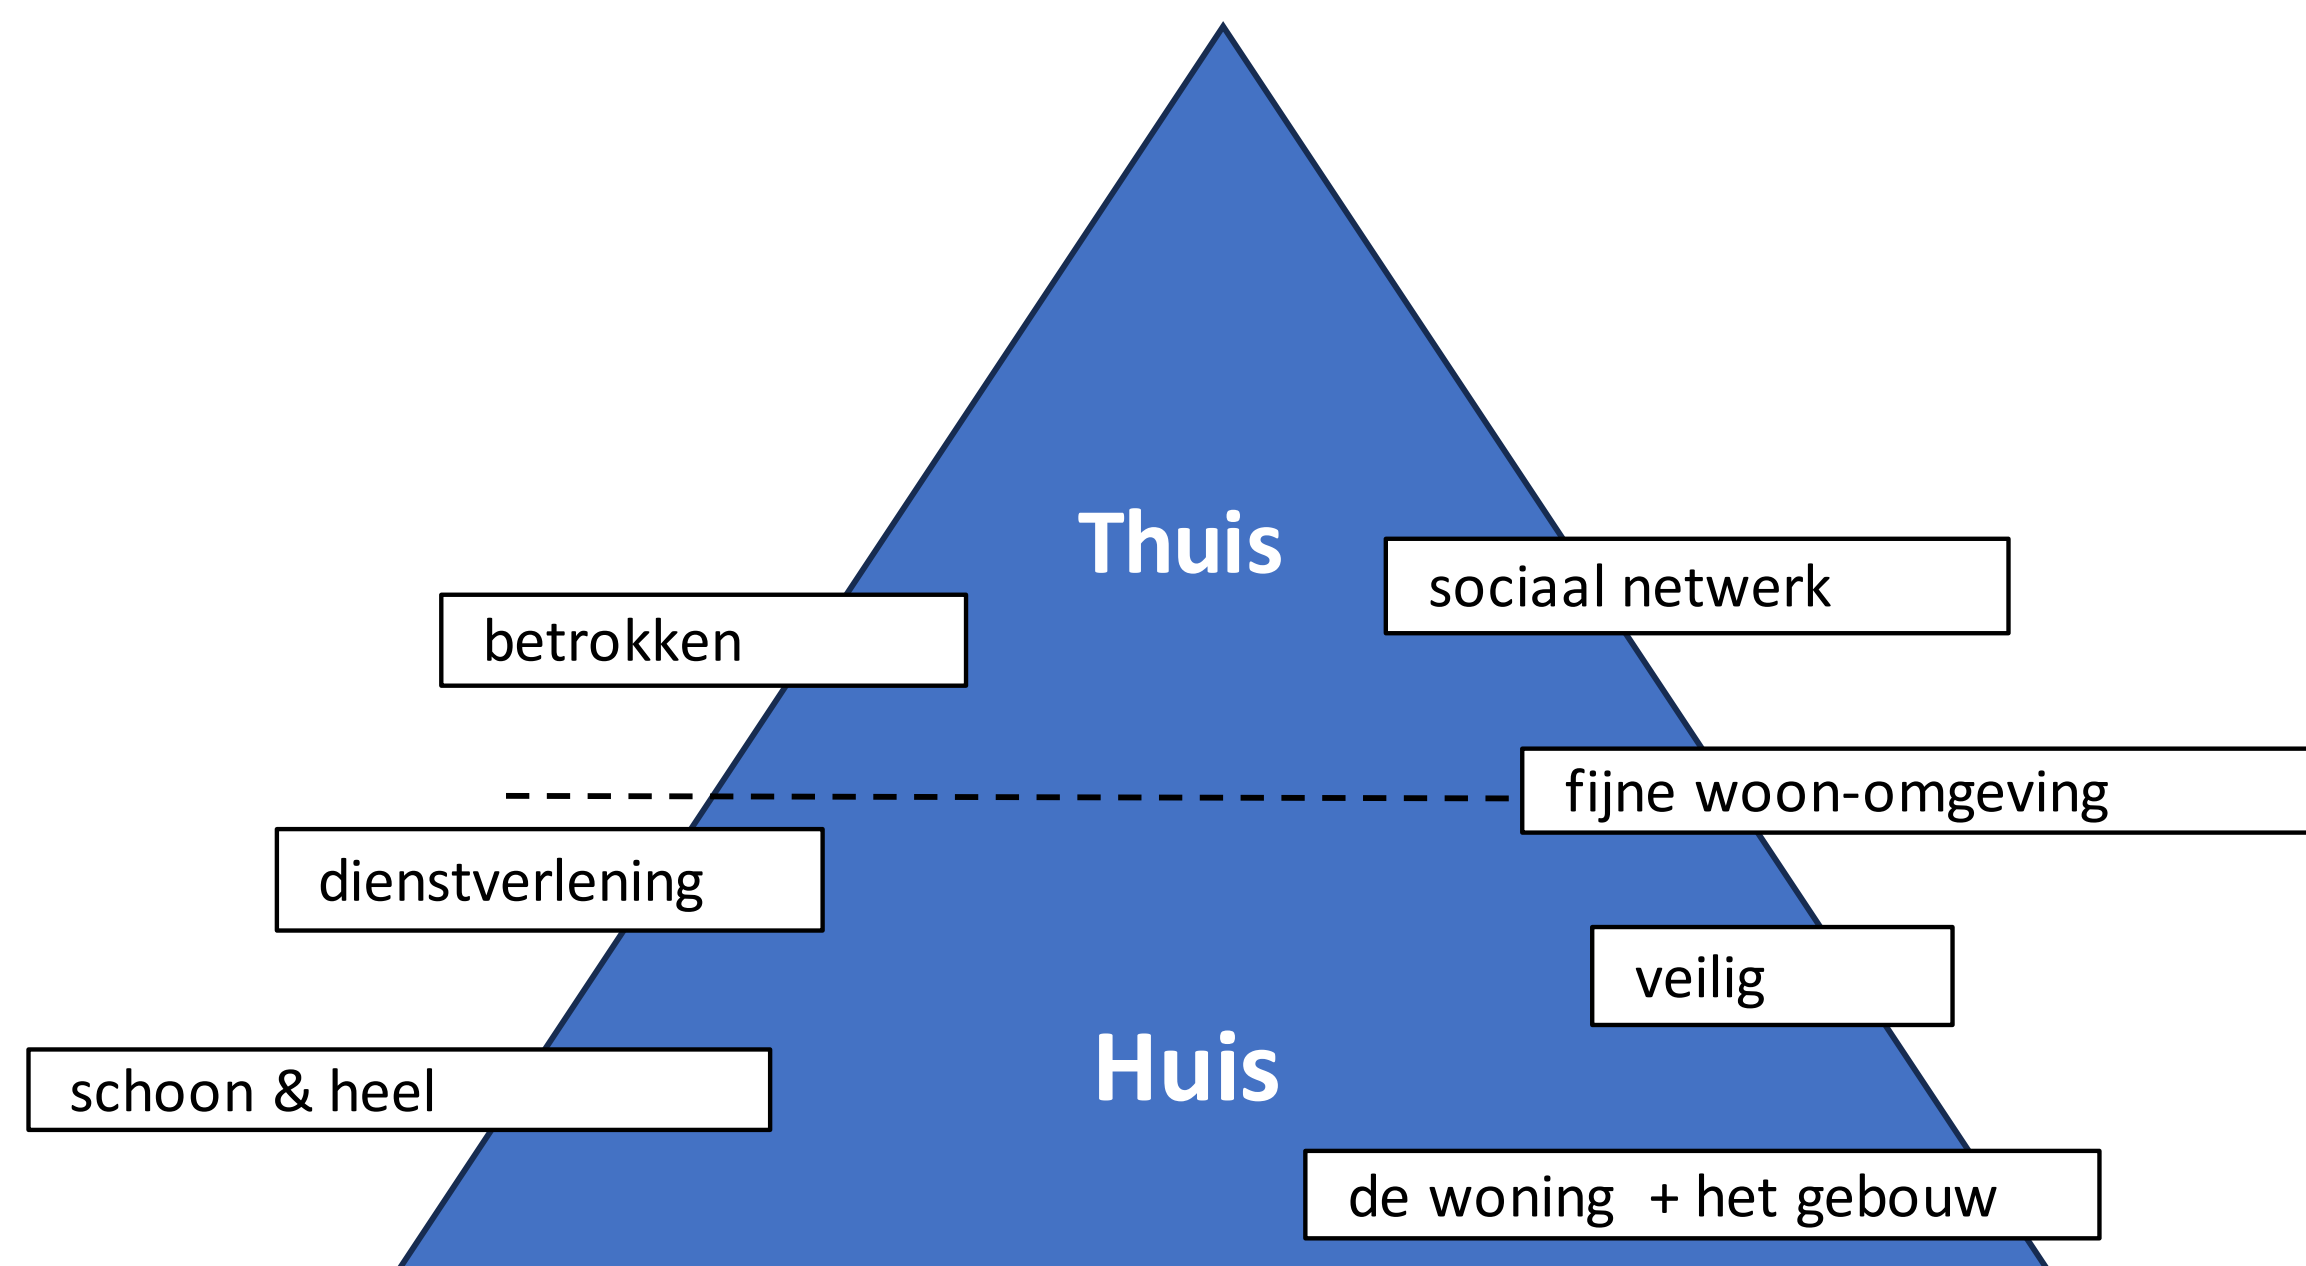 Thuis
sociaal netwerk
betrokken
fijne woon-omgeving
dienstverlening
veilig
Huis
schoon & heel
de woning + het gebouw